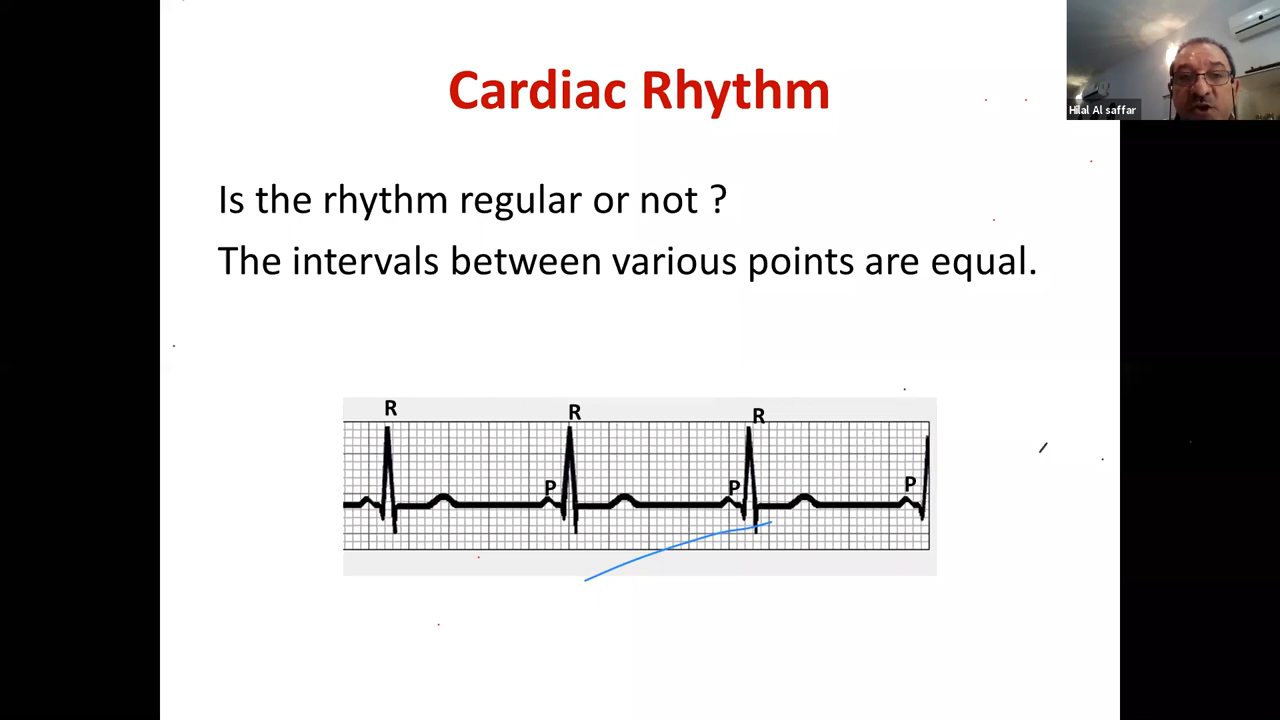 Cardiac Rhythm
Hilal Al saffar
Is the rhythm regular or not ?
The intervals between various points are equal.
R R R
P P P